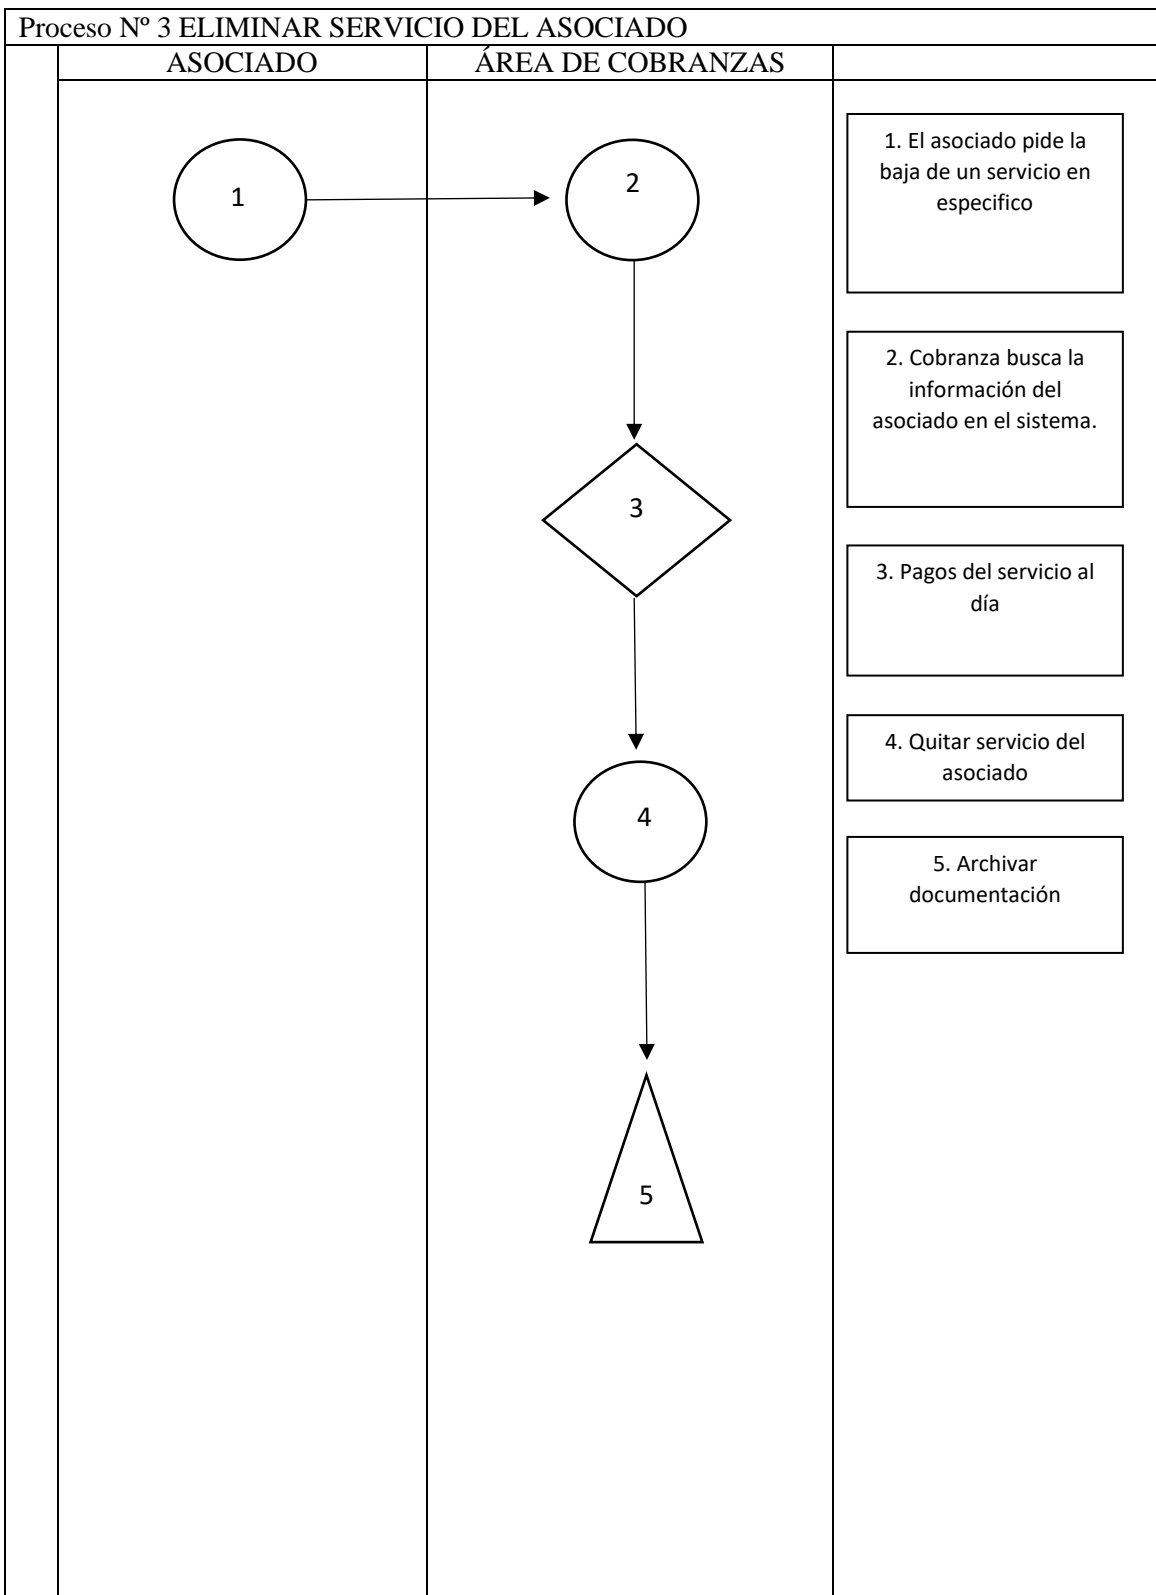 Proceso Nº 3 ELIMINAR SERVICIO DEL ASOCIADO
ASOCIADO
ÁREA DE COBRANZAS
1
2
3
4
5
1. El asociado pide la
baja de un servicio en
especifico
2. Cobranza busca la
información del
asociado en el sistema.
3. Pagos del servicio al
día
4. Quitar servicio del
asociado
5. Archivar
documentación